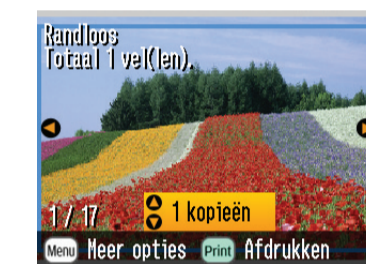 Randloos
Totaal 1 vel(len).
1 / 17
1 kopieën
Menu Meer opties Print Afdrukken